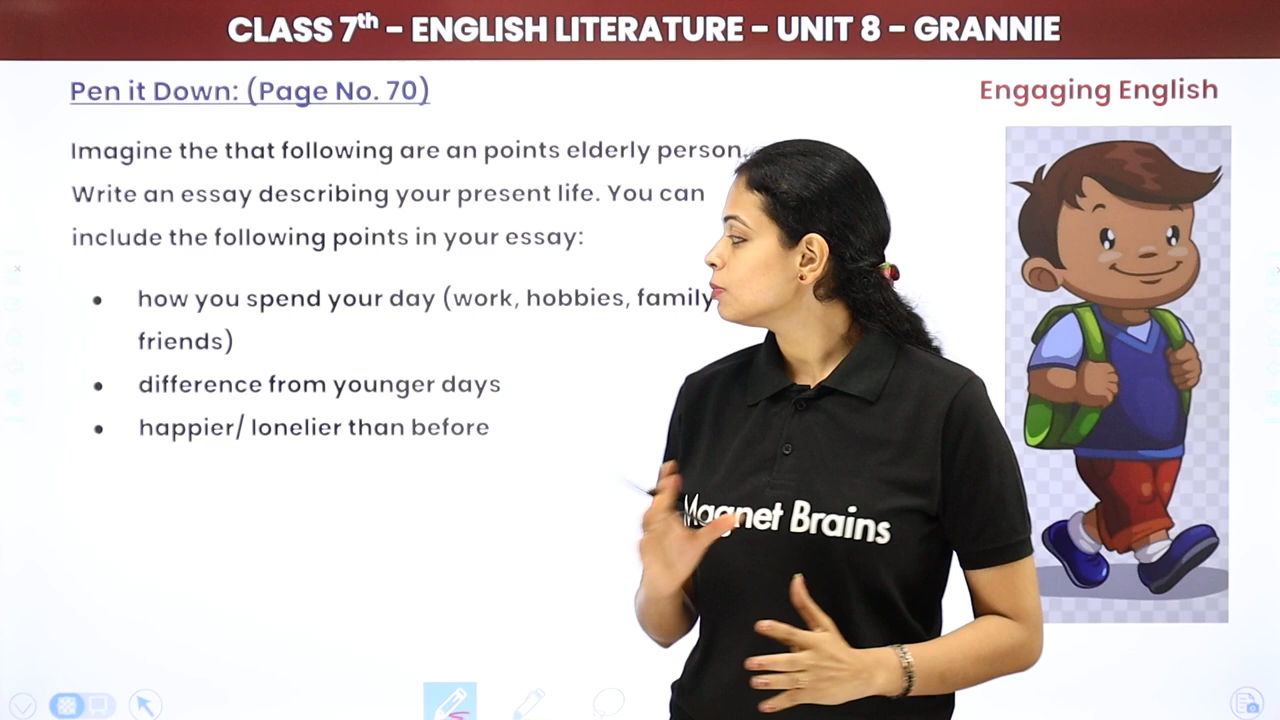 CLASS 7th - ENGLISH LITERATURE - UNIT 8 - GRANNIE
Pen it Down: (Page No. 70)
Engaging English
Imagine the that following are an points elderly person.
Write an essay describing your present life. You can
include the following points in your essay:
• how you spend your day (work, hobbies, family
friends)
• difference from younger days
• happier/ lonelier than before
Magnet Brains